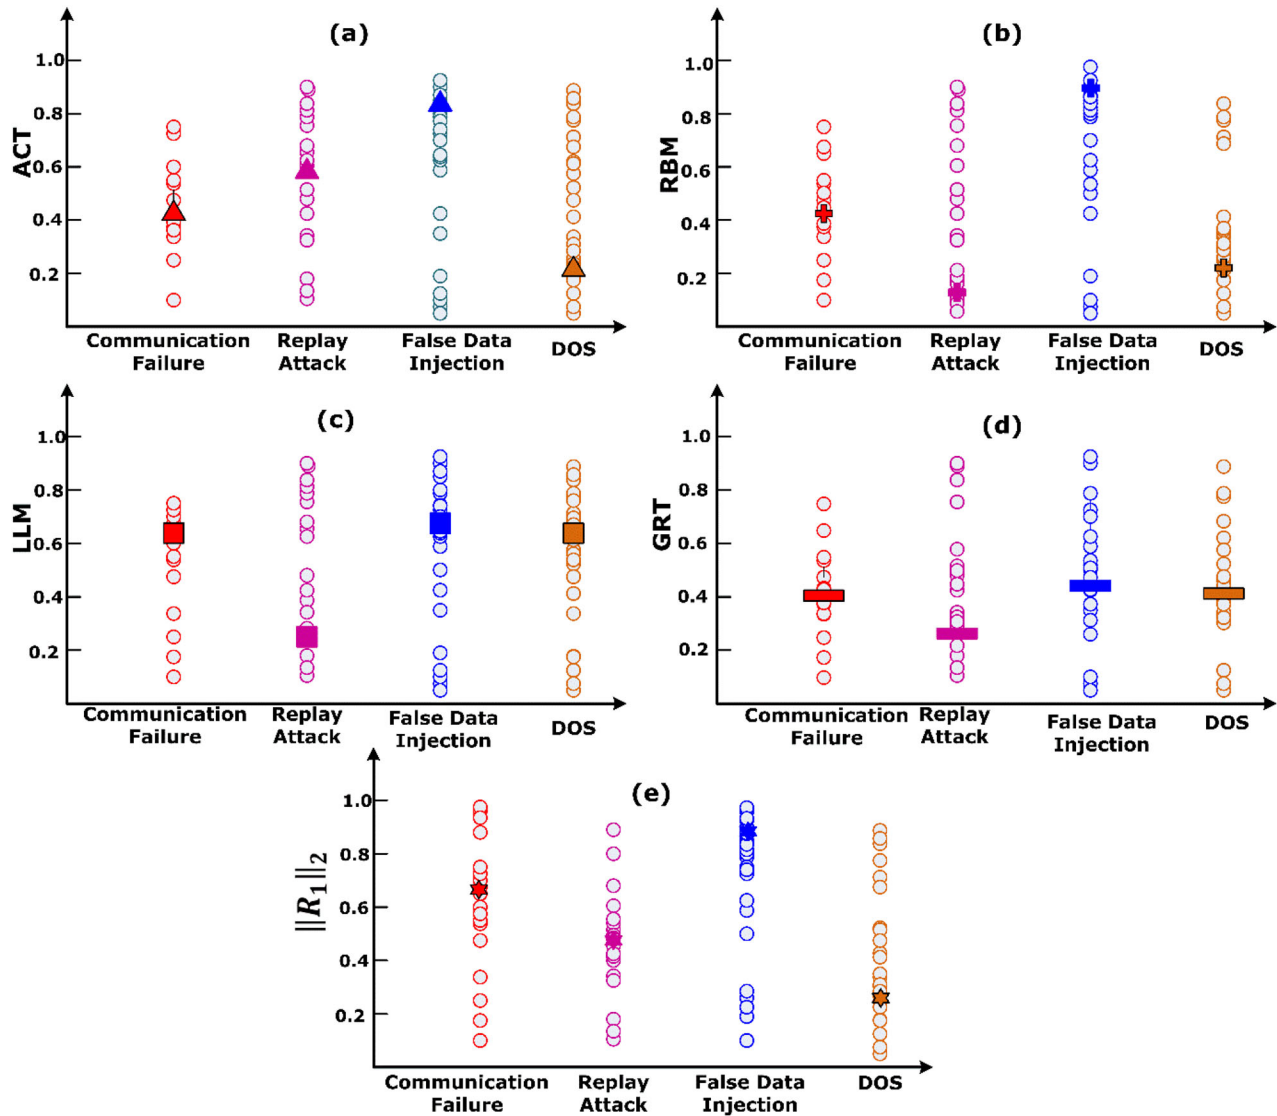 (a)
ACT
1.0
0.8
0.6
0.4
0.2
Communication
Failure
Replay
Attack
False Data
Injection
DOS
(b)
RBM
1.0
0.8
0.6
0.4
0.2
Communication
Failure
Replay
Attack
False Data
Injection
DOS
(c)
LLM
1.0
0.8
0.6
0.4
0.2
Communication
Failure
Replay
Attack
False Data
Injection
DOS
(d)
GRT
1.0
0.8
0.6
0.4
0.2
Communication
Failure
Replay
Attack
False Data
Injection
DOS
(e)
||R₁||₂
1.0
0.8
0.6
0.4
0.2
Communication
Failure
Replay
Attack
False Data
Injection
DOS